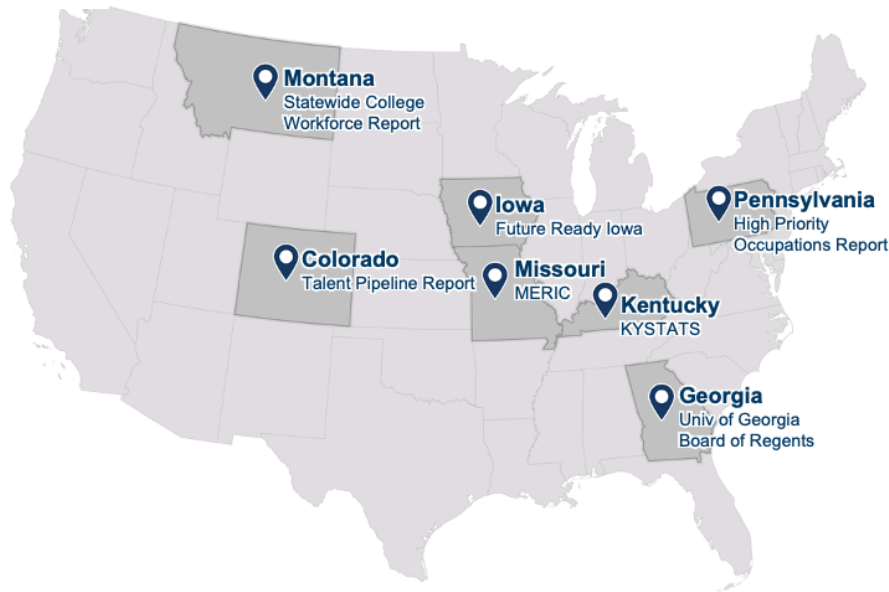 Montana
Statewide College
Workforce Report
Iowa
Future Ready Iowa
Pennsylvania
High Priority
Occupations Report
Colorado
Talent Pipeline Report
Missouri
MERIC
Kentucky
KYSTATS
Georgia
Univ of Georgia
Board of Regents